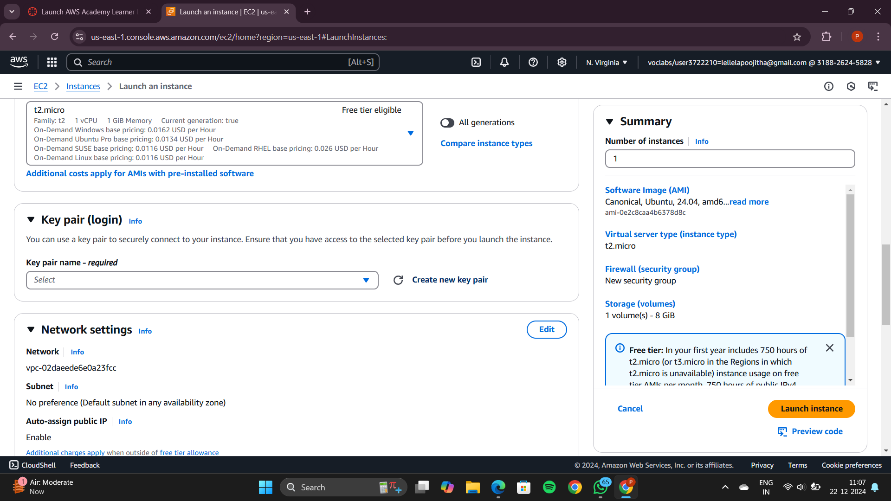 Launch AWS Academy Learner
Launch an instance | EC2 | us-e
us-east-1.console.aws.amazon.com/ec2/home?region=us-east-1#LaunchInstances:
P
aws
Search
[Alt+S]
N. Virginia
voclabs/user3722210=lellelapoojitha@gmail.com @ 3188-2624-5828
EC2
Instances
Launch an instance
t2.micro
Free tier eligible
Family: t2 1 vCPU 1 GiB Memory Current generation: true
On-Demand Windows base pricing: 0.0162 USD per Hour
On-Demand Ubuntu Pro base pricing: 0.0134 USD per Hour
On-Demand SUSE base pricing: 0.0116 USD per Hour On-Demand RHEL base pricing: 0.026 USD per Hour
On-Demand Linux base pricing: 0.0116 USD per Hour
All generations
Compare instance types
Additional costs apply for AMIs with pre-installed software
Key pair (login) Info
You can use a key pair to securely connect to your instance. Ensure that you have access to the selected key pair before you launch the instance.
Key pair name - required
Select
Create new key pair
Network settings Info
Edit
Network Info
vpc-02daeede6e0a23fcc
Subnet Info
No preference (Default subnet in any availability zone)
Auto-assign public IP Info
Enable
Additional charges apply when outside of free tier allowance
Summary
Number of instances Info
1
Software Image (AMI)
Canonical, Ubuntu, 24.04, amd6...read more
ami-0e2c8caa4b6378d8c
Virtual server type (instance type)
t2.micro
Firewall (security group)
New security group
Storage (volumes)
1 volume(s) - 8 GiB
Free tier: In your first year includes 750 hours of
t2.micro (or t3.micro in the Regions in which
t2.micro is unavailable) instance usage on free
tier AMIs per month, 750 hours of public IPv4
Cancel
Launch instance
Preview code
CloudShell
Feedback
© 2024, Amazon Web Services, Inc. or its affiliates.
Privacy
Terms
Cookie preferences
1
Air: Moderate
Now
Search
65
P
ENG
IN
11:07
22-12-2024